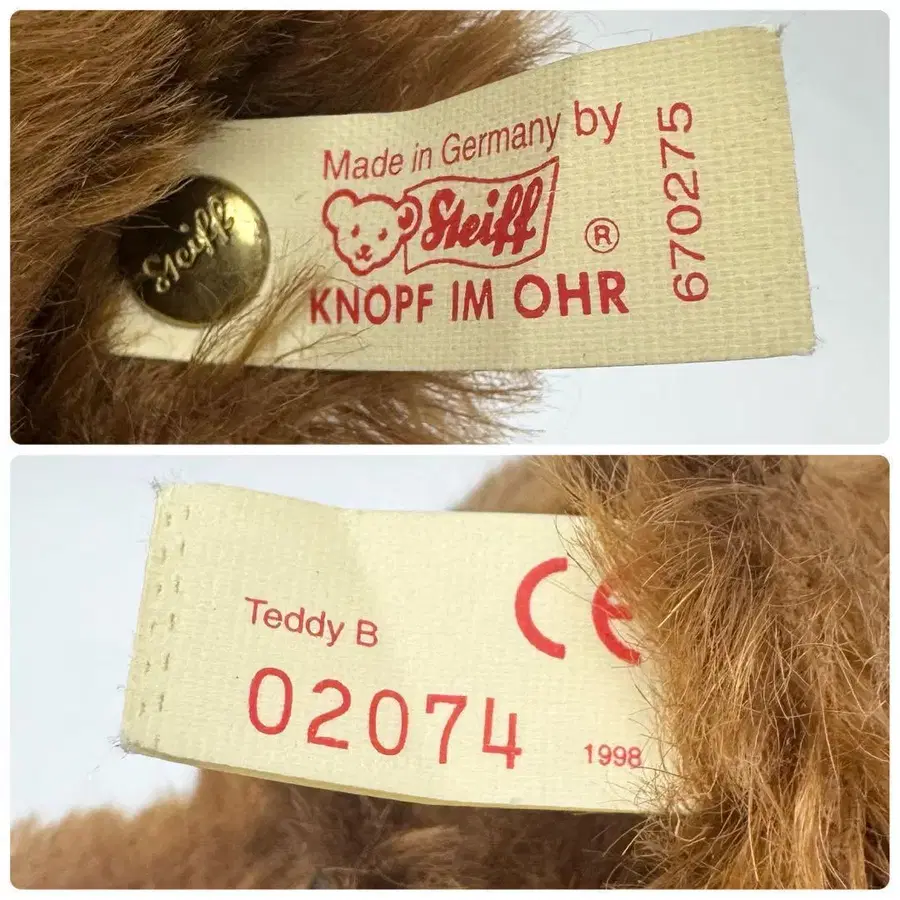 Steiff
Made in Germany by
Steiff
®
KNOPF IM OHR
670275
Teddy B
CE
02074
1998